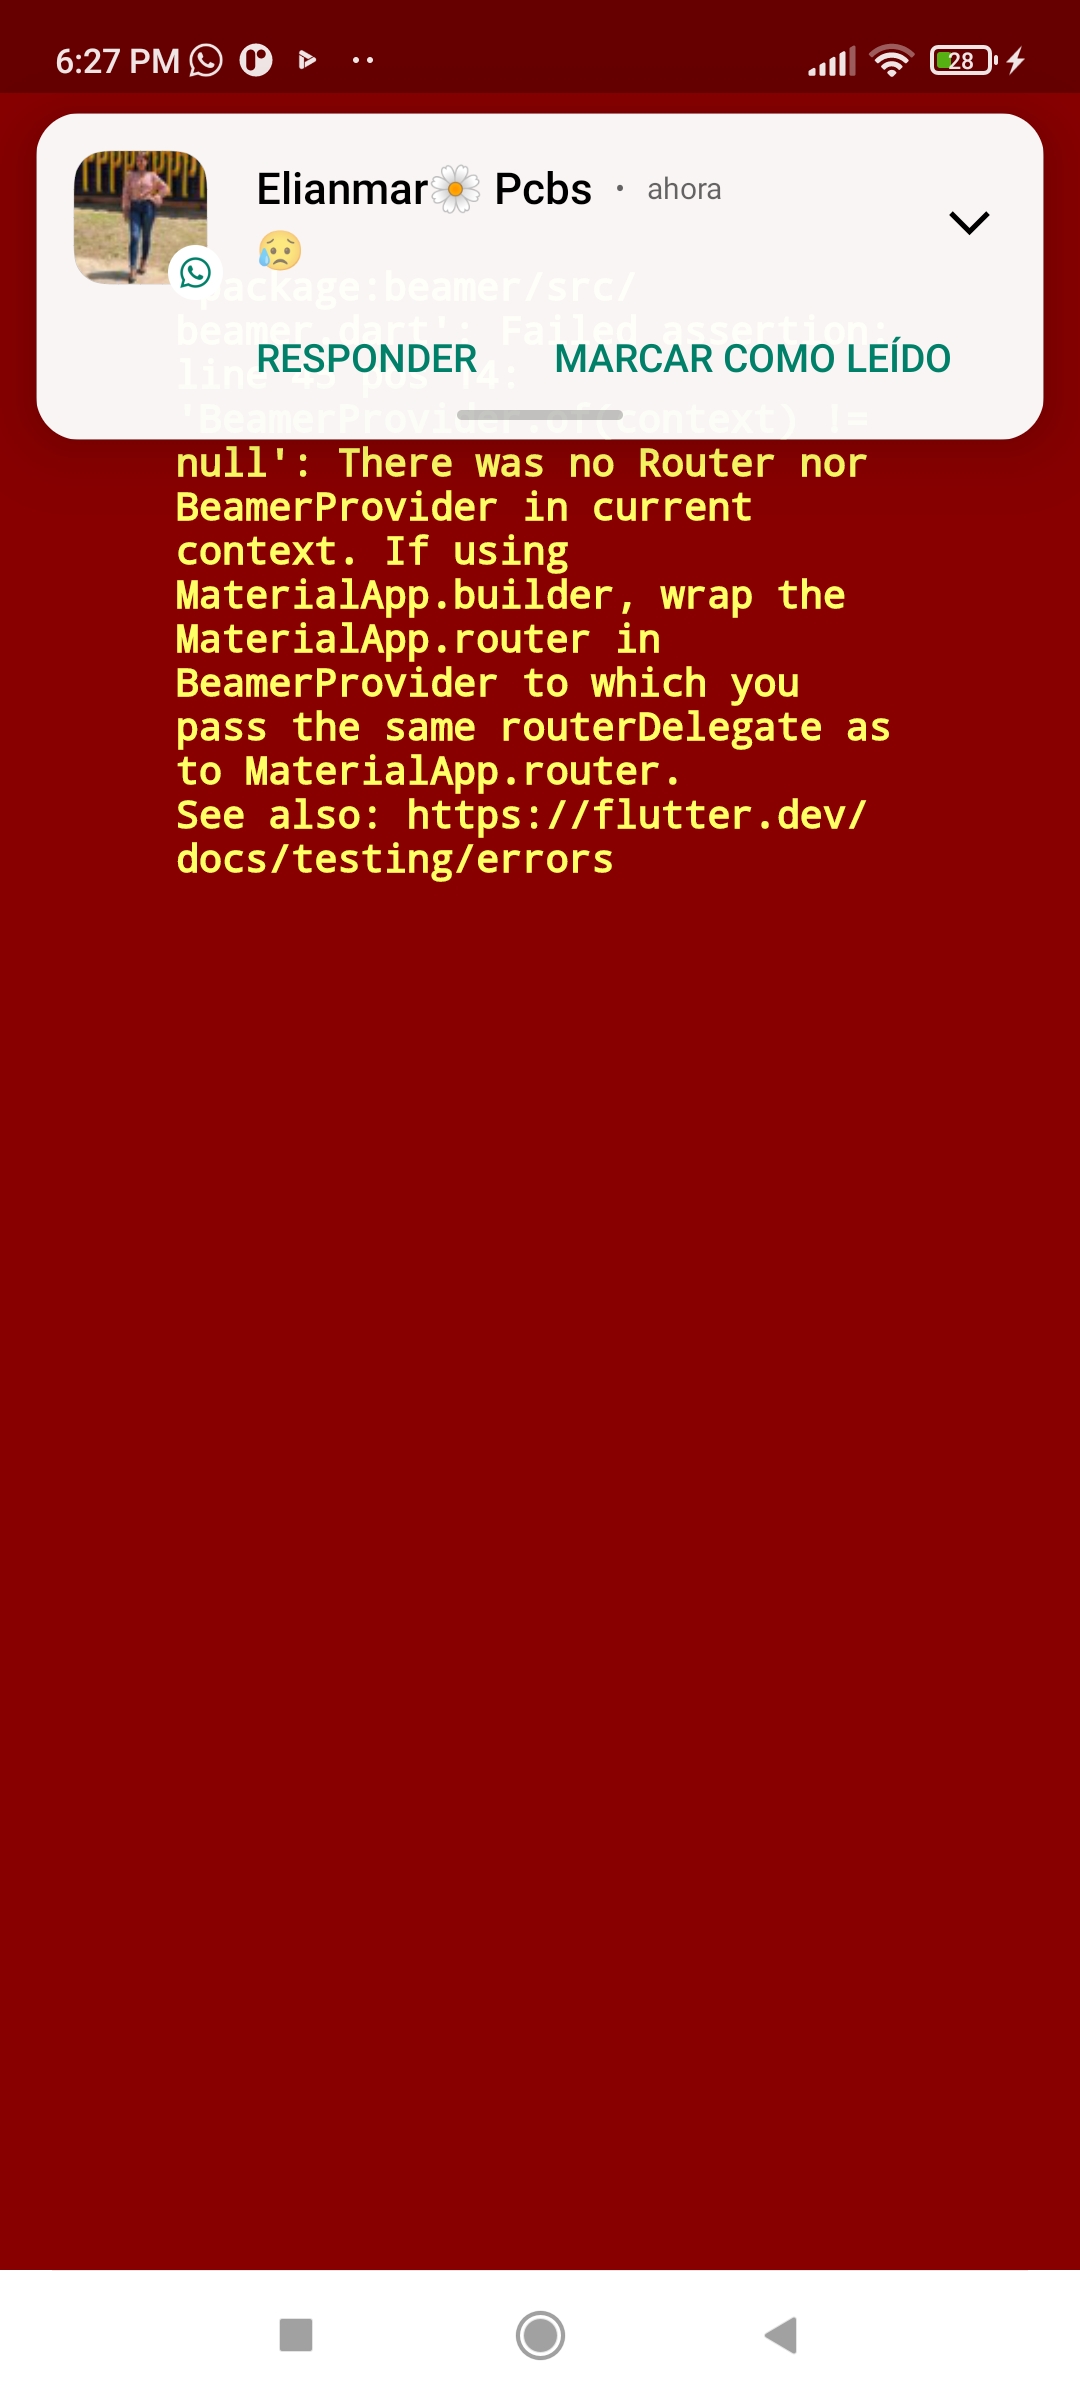 6:27 PM
28
Elianmar🌼 Pcbs • ahora
😥
package:beamer/src/
beamer.dart': Failed assertion:
line 45 pos 14:
'BeamerProvider.of(context) !=
RESPONDER MARCAR COMO LEÍDO
null': There was no Router nor
BeamerProvider in current
context. If using
MaterialApp.builder, wrap the
MaterialApp.router in
BeamerProvider to which you
pass the same routerDelegate as
to MaterialApp.router.
See also: https://flutter.dev/
docs/testing/errors